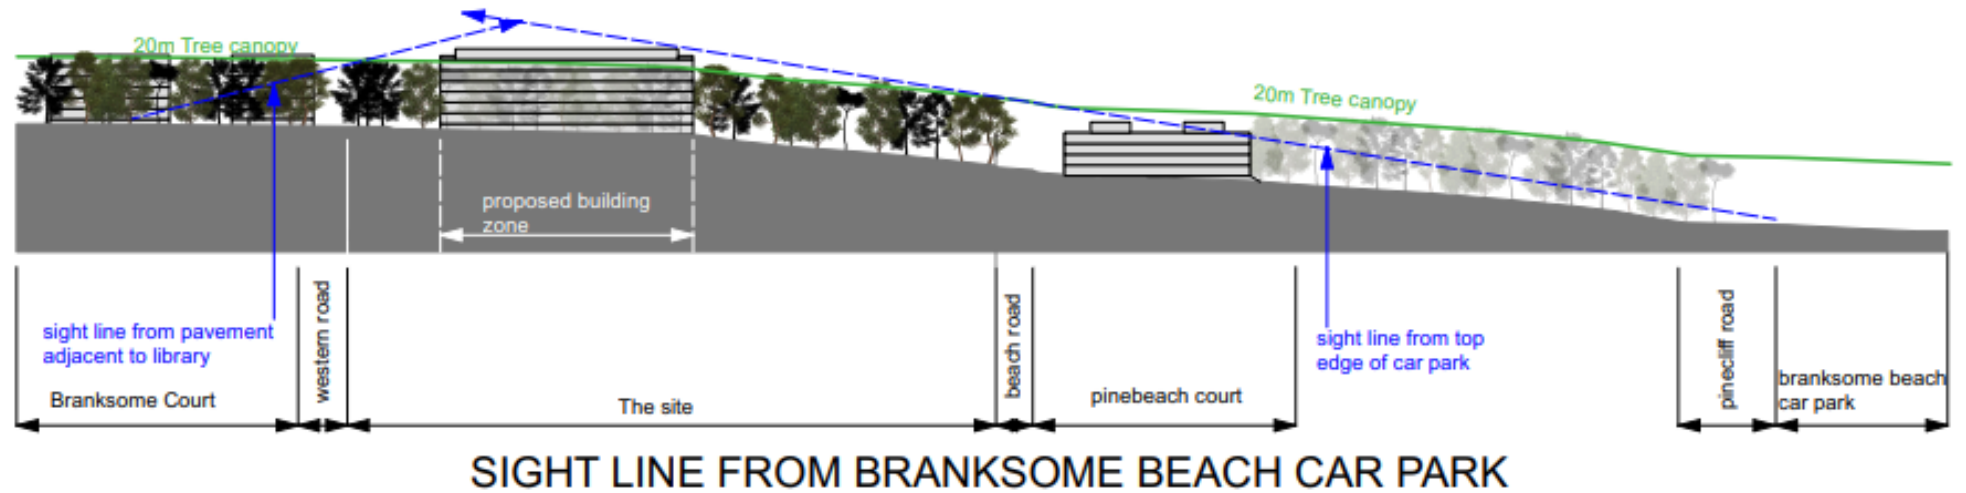 20m Tree canopy
20m Tree canopy
proposed building
zone
sight line from pavement
adjacent to library
western road
beach road
sight line from top
edge of car park
pinecliff road
branksome beach
car park
Branksome Court
The site
pinebeach court
SIGHT LINE FROM BRANKSOME BEACH CAR PARK